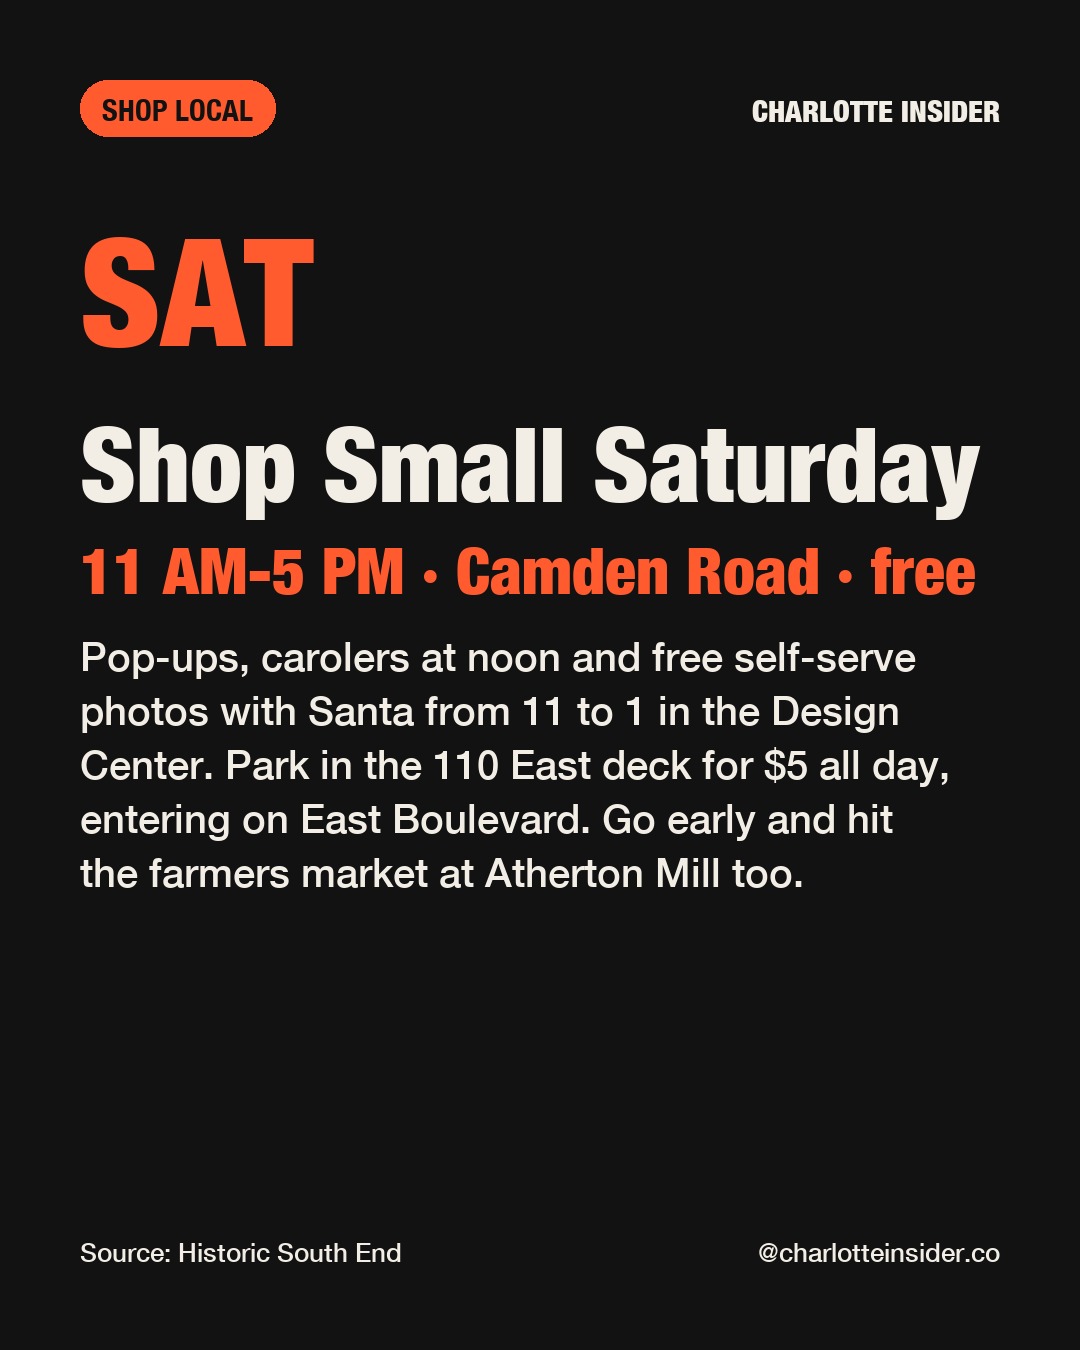 SHOP LOCAL
CHARLOTTE INSIDER
SAT
Shop Small Saturday
11 AM-5 PM · Camden Road · free
Pop-ups, carolers at noon and free self-serve
photos with Santa from 11 to 1 in the Design
Center. Park in the 110 East deck for $5 all day,
entering on East Boulevard. Go early and hit
the farmers market at Atherton Mill too.
Source: Historic South End
@charlotteinsider.co